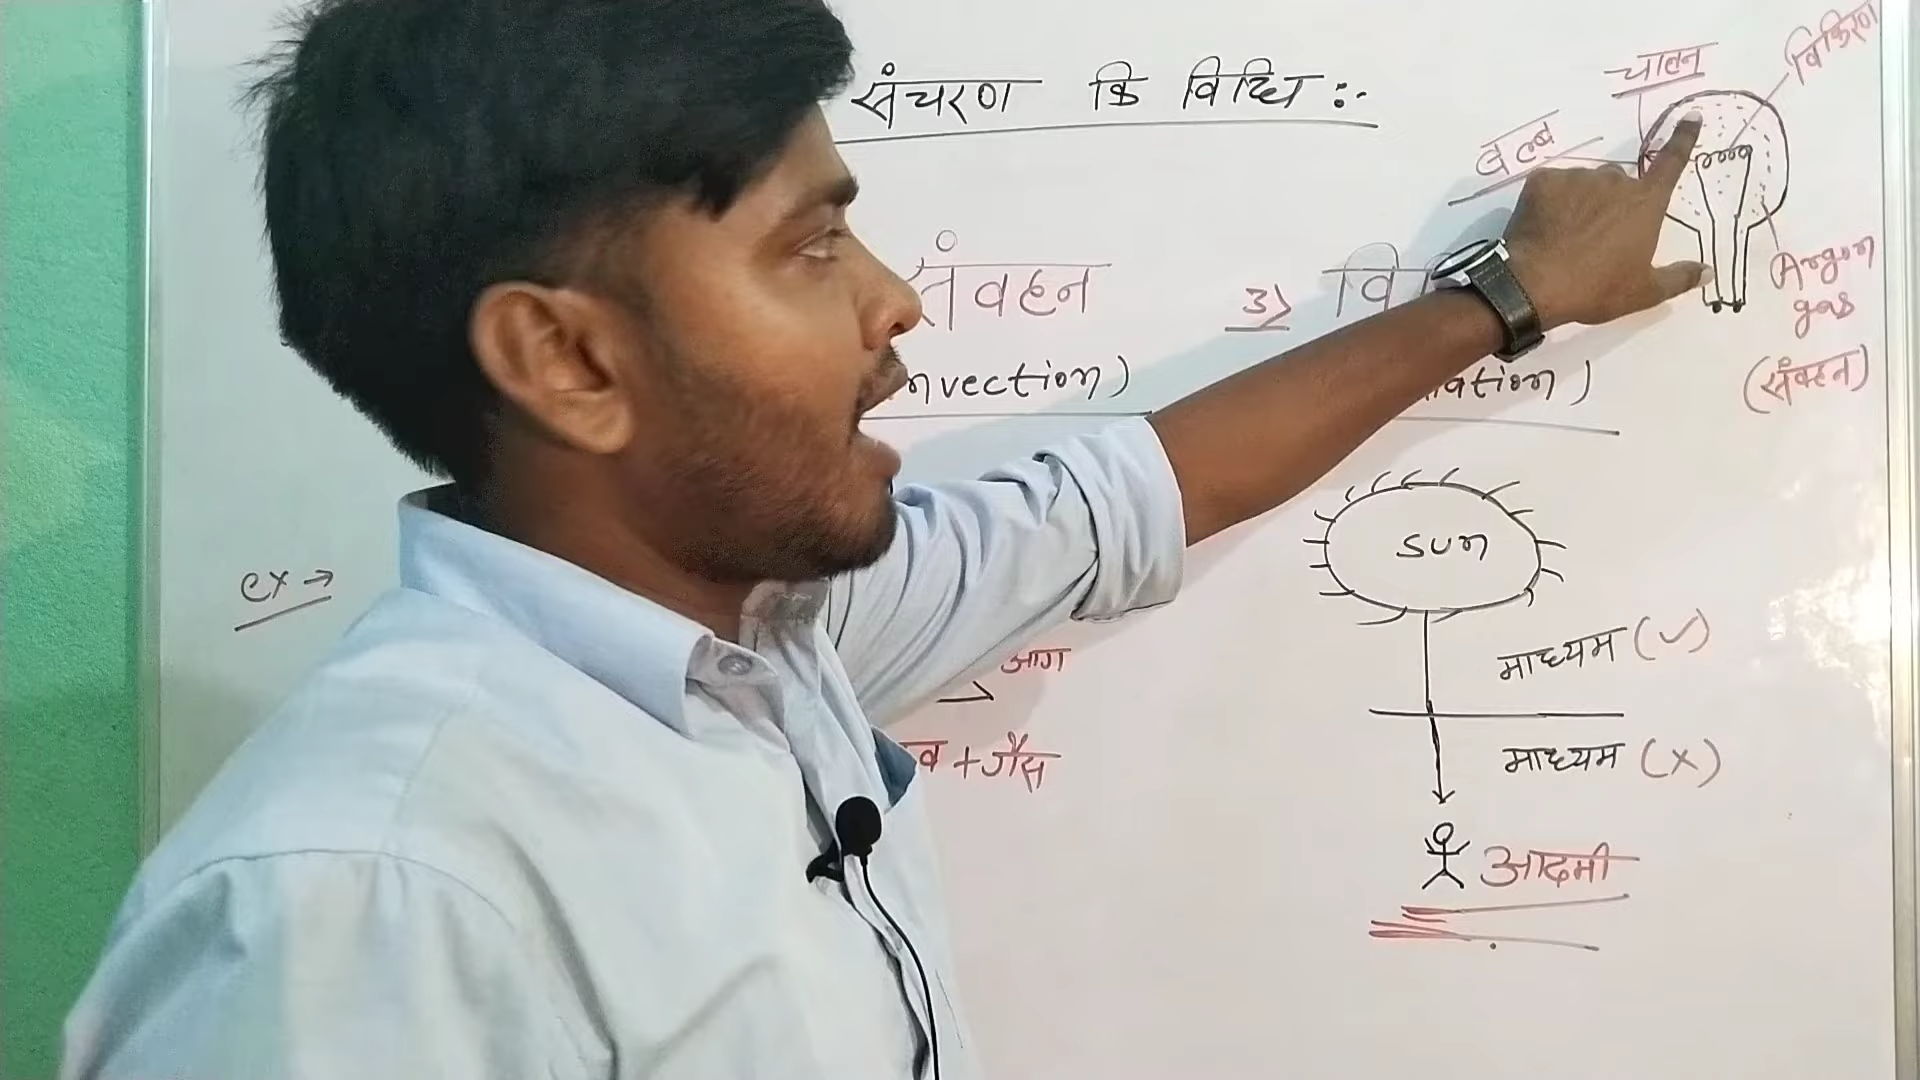 संचरण कि विधि :-
चालन
विकिरण
बल्ब
Argon
gas
(संवहन)
संवहन
3)
nvection)
ation)
ex →
sun
आग
माध्यम (✓)
+ गैस
माध्यम (×)
आदमी